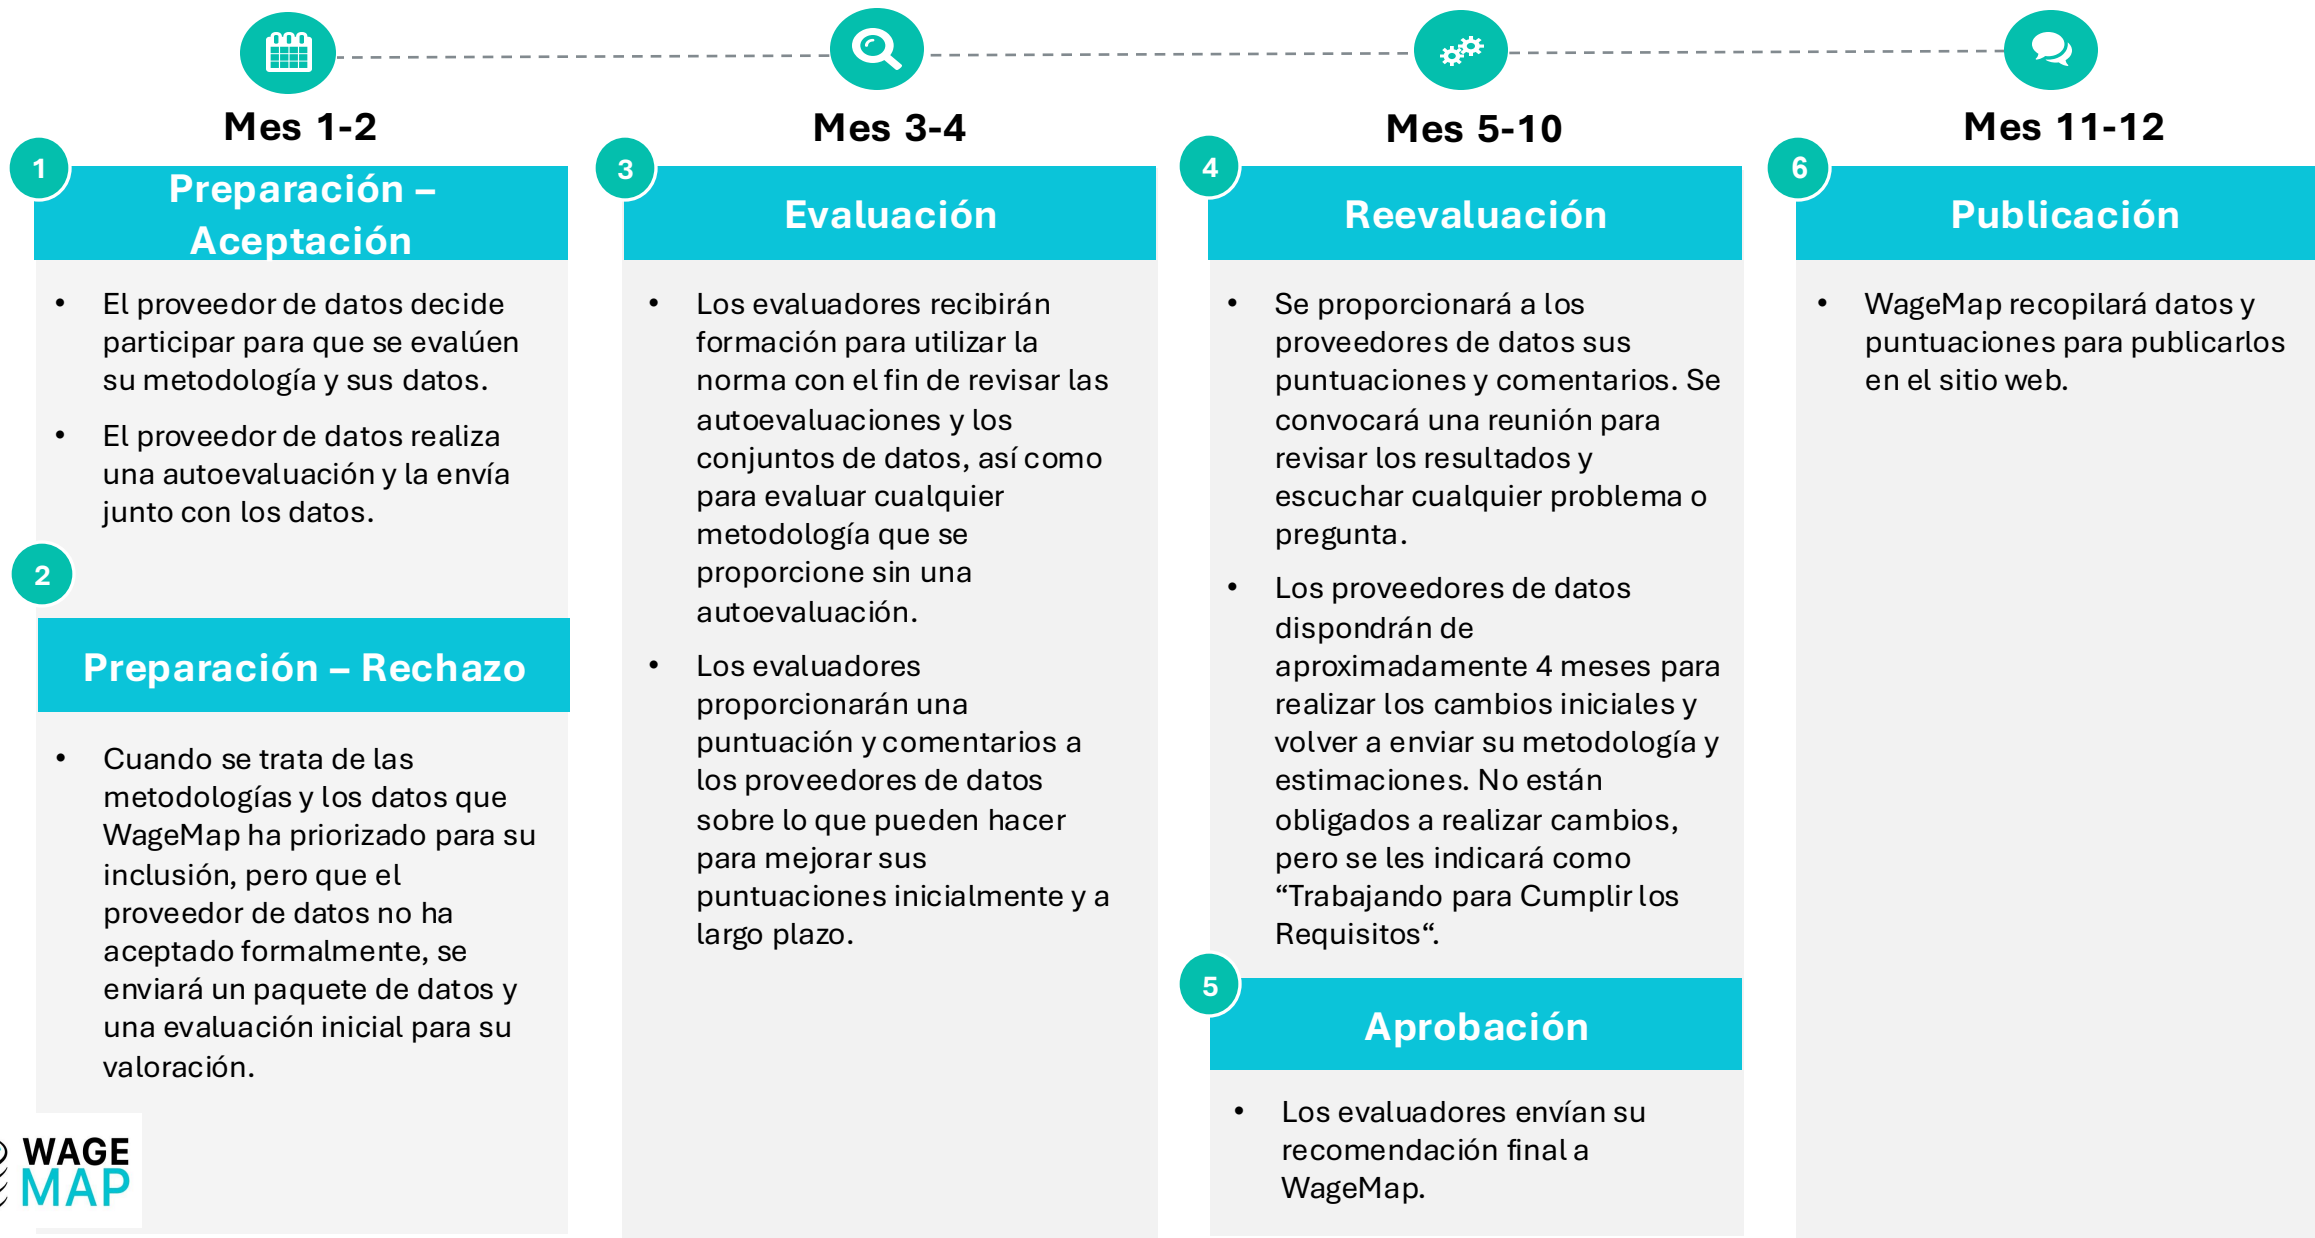 Mes 1-2
1
Preparación –
Aceptación
• El proveedor de datos decide
participar para que se evalúen
su metodología y sus datos.
• El proveedor de datos realiza
una autoevaluación y la envía
junto con los datos.
2
Preparación – Rechazo
• Cuando se trata de las
metodologías y los datos que
WageMap ha priorizado para su
inclusión, pero que el
proveedor de datos no ha
aceptado formalmente, se
enviará un paquete de datos y
una evaluación inicial para su
valoración.
WAGE
MAP
Mes 3-4
3
Evaluación
• Los evaluadores recibirán
formación para utilizar la
norma con el fin de revisar las
autoevaluaciones y los
conjuntos de datos, así como
para evaluar cualquier
metodología que se
proporcione sin una
autoevaluación.
• Los evaluadores
proporcionarán una
puntuación y comentarios a
los proveedores de datos
sobre lo que pueden hacer
para mejorar sus
puntuaciones inicialmente y a
largo plazo.
Mes 5-10
4
Reevaluación
• Se proporcionará a los
proveedores de datos sus
puntuaciones y comentarios. Se
convocará una reunión para
revisar los resultados y
escuchar cualquier problema o
pregunta.
• Los proveedores de datos
dispondrán de
aproximadamente 4 meses para
realizar los cambios iniciales y
volver a enviar su metodología y
estimaciones. No están
obligados a realizar cambios,
pero se les indicará como
“Trabajando para Cumplir los
Requisitos“.
5
Aprobación
• Los evaluadores envían su
recomendación final a
WageMap.
Mes 11-12
6
Publicación
• WageMap recopilará datos y
puntuaciones para publicarlos
en el sitio web.